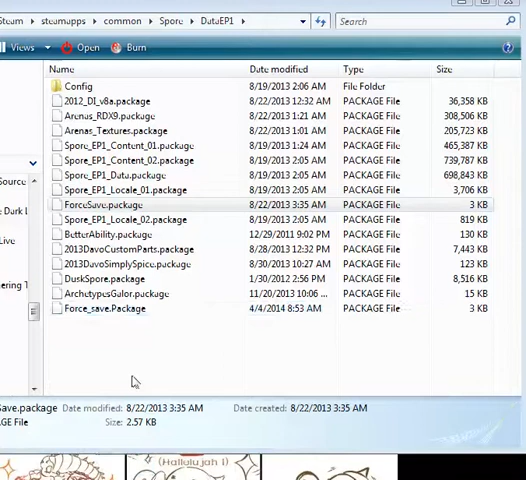 Steam ▸ steamapps ▸ common ▸ Spore ▸ DataEP1 ▸ Search
Views Open Burn
Name Date modified Type Size
Config 8/19/2013 2:06 AM File Folder
2012_DI_v8a.package 8/22/2013 12:32 AM PACKAGE File 36,358 KB
Arenas_RDX9.package 8/22/2013 1:21 AM PACKAGE File 308,506 KB
Arenas_Textures.package 8/22/2013 1:01 AM PACKAGE File 205,723 KB
Spore_EP1_Content_01.package 8/19/2013 1:24 AM PACKAGE File 465,387 KB
Spore_EP1_Content_02.package 8/19/2013 2:05 AM PACKAGE File 739,787 KB
Spore_EP1_Data.package 8/19/2013 2:05 AM PACKAGE File 698,843 KB
Source
Spore_EP1_Locale_01.package 8/19/2013 2:05 AM PACKAGE File 3,706 KB
ForceSave.package 8/22/2013 3:35 AM PACKAGE File 3 KB
e Dark L
Spore_EP1_Locale_02.package 8/19/2013 2:05 AM PACKAGE File 819 KB
BetterAbility.package 12/29/2011 9:02 PM PACKAGE File 130 KB
Live
2013DavoCustomParts.package 8/28/2013 12:32 PM PACKAGE File 7,443 KB
2013DavoSimplySpice.package 8/30/2013 10:27 AM PACKAGE File 123 KB
DuskSpore.package 1/30/2012 2:56 PM PACKAGE File 8,516 KB
hering T
ArchetypesGalor.package 11/20/2013 10:06 ... PACKAGE File 15 KB
Force_save.Package 4/4/2014 8:53 AM PACKAGE File 3 KB
Save.package Date modified: 8/22/2013 3:35 AM Date created: 8/22/2013 3:35 AM
GE File Size: 2.57 KB
(Hallolujah!)